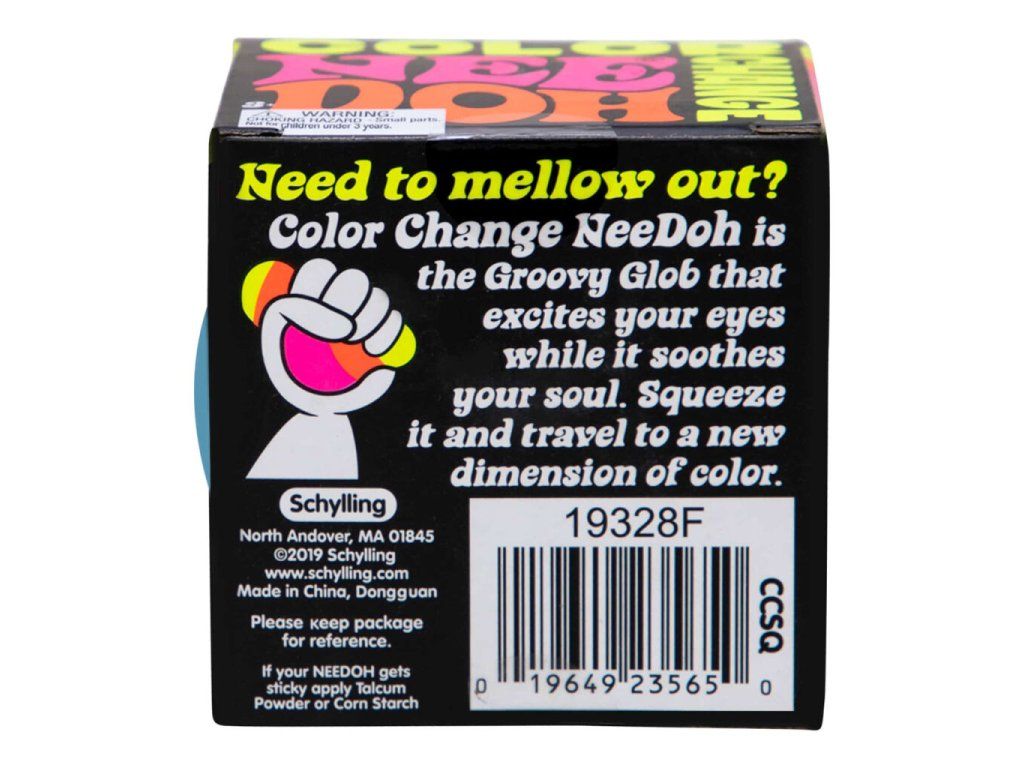 COLOR
NEE
DOH
CHANGE
WARNING:
CHOKING HAZARD - Small parts.
Not for children under 3 years.
Need to mellow out?
Color Change NeeDoh is
the Groovy Glob that
excites your eyes
while it soothes
your soul. Squeeze
it and travel to a new
dimension of color.
Schylling
North Andover, MA 01845
©2019 Schylling
www.schylling.com
Made in China, Dongguan
Please keep package
for reference.
If your NEEDOH gets
sticky apply Talcum
Powder or Corn Starch
19328F
CCSQ
0 19649 23565 0